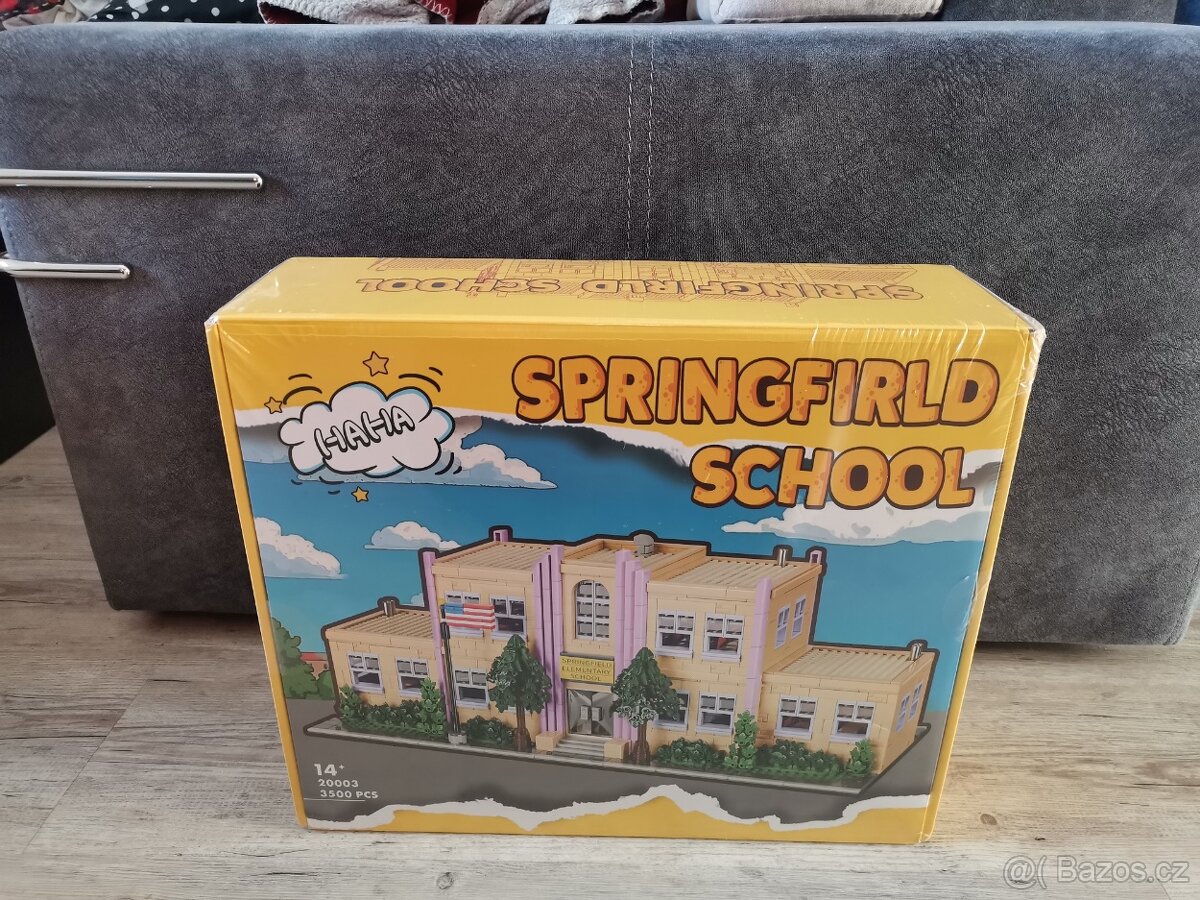 SPRINGFIRLD SCHOOL
HAHA
SPRINGFIRLD
SCHOOL
SPRINGFIELD
ELEMENTARY
SCHOOL
14+
20003
3500 PCS
@( Bazos.cz